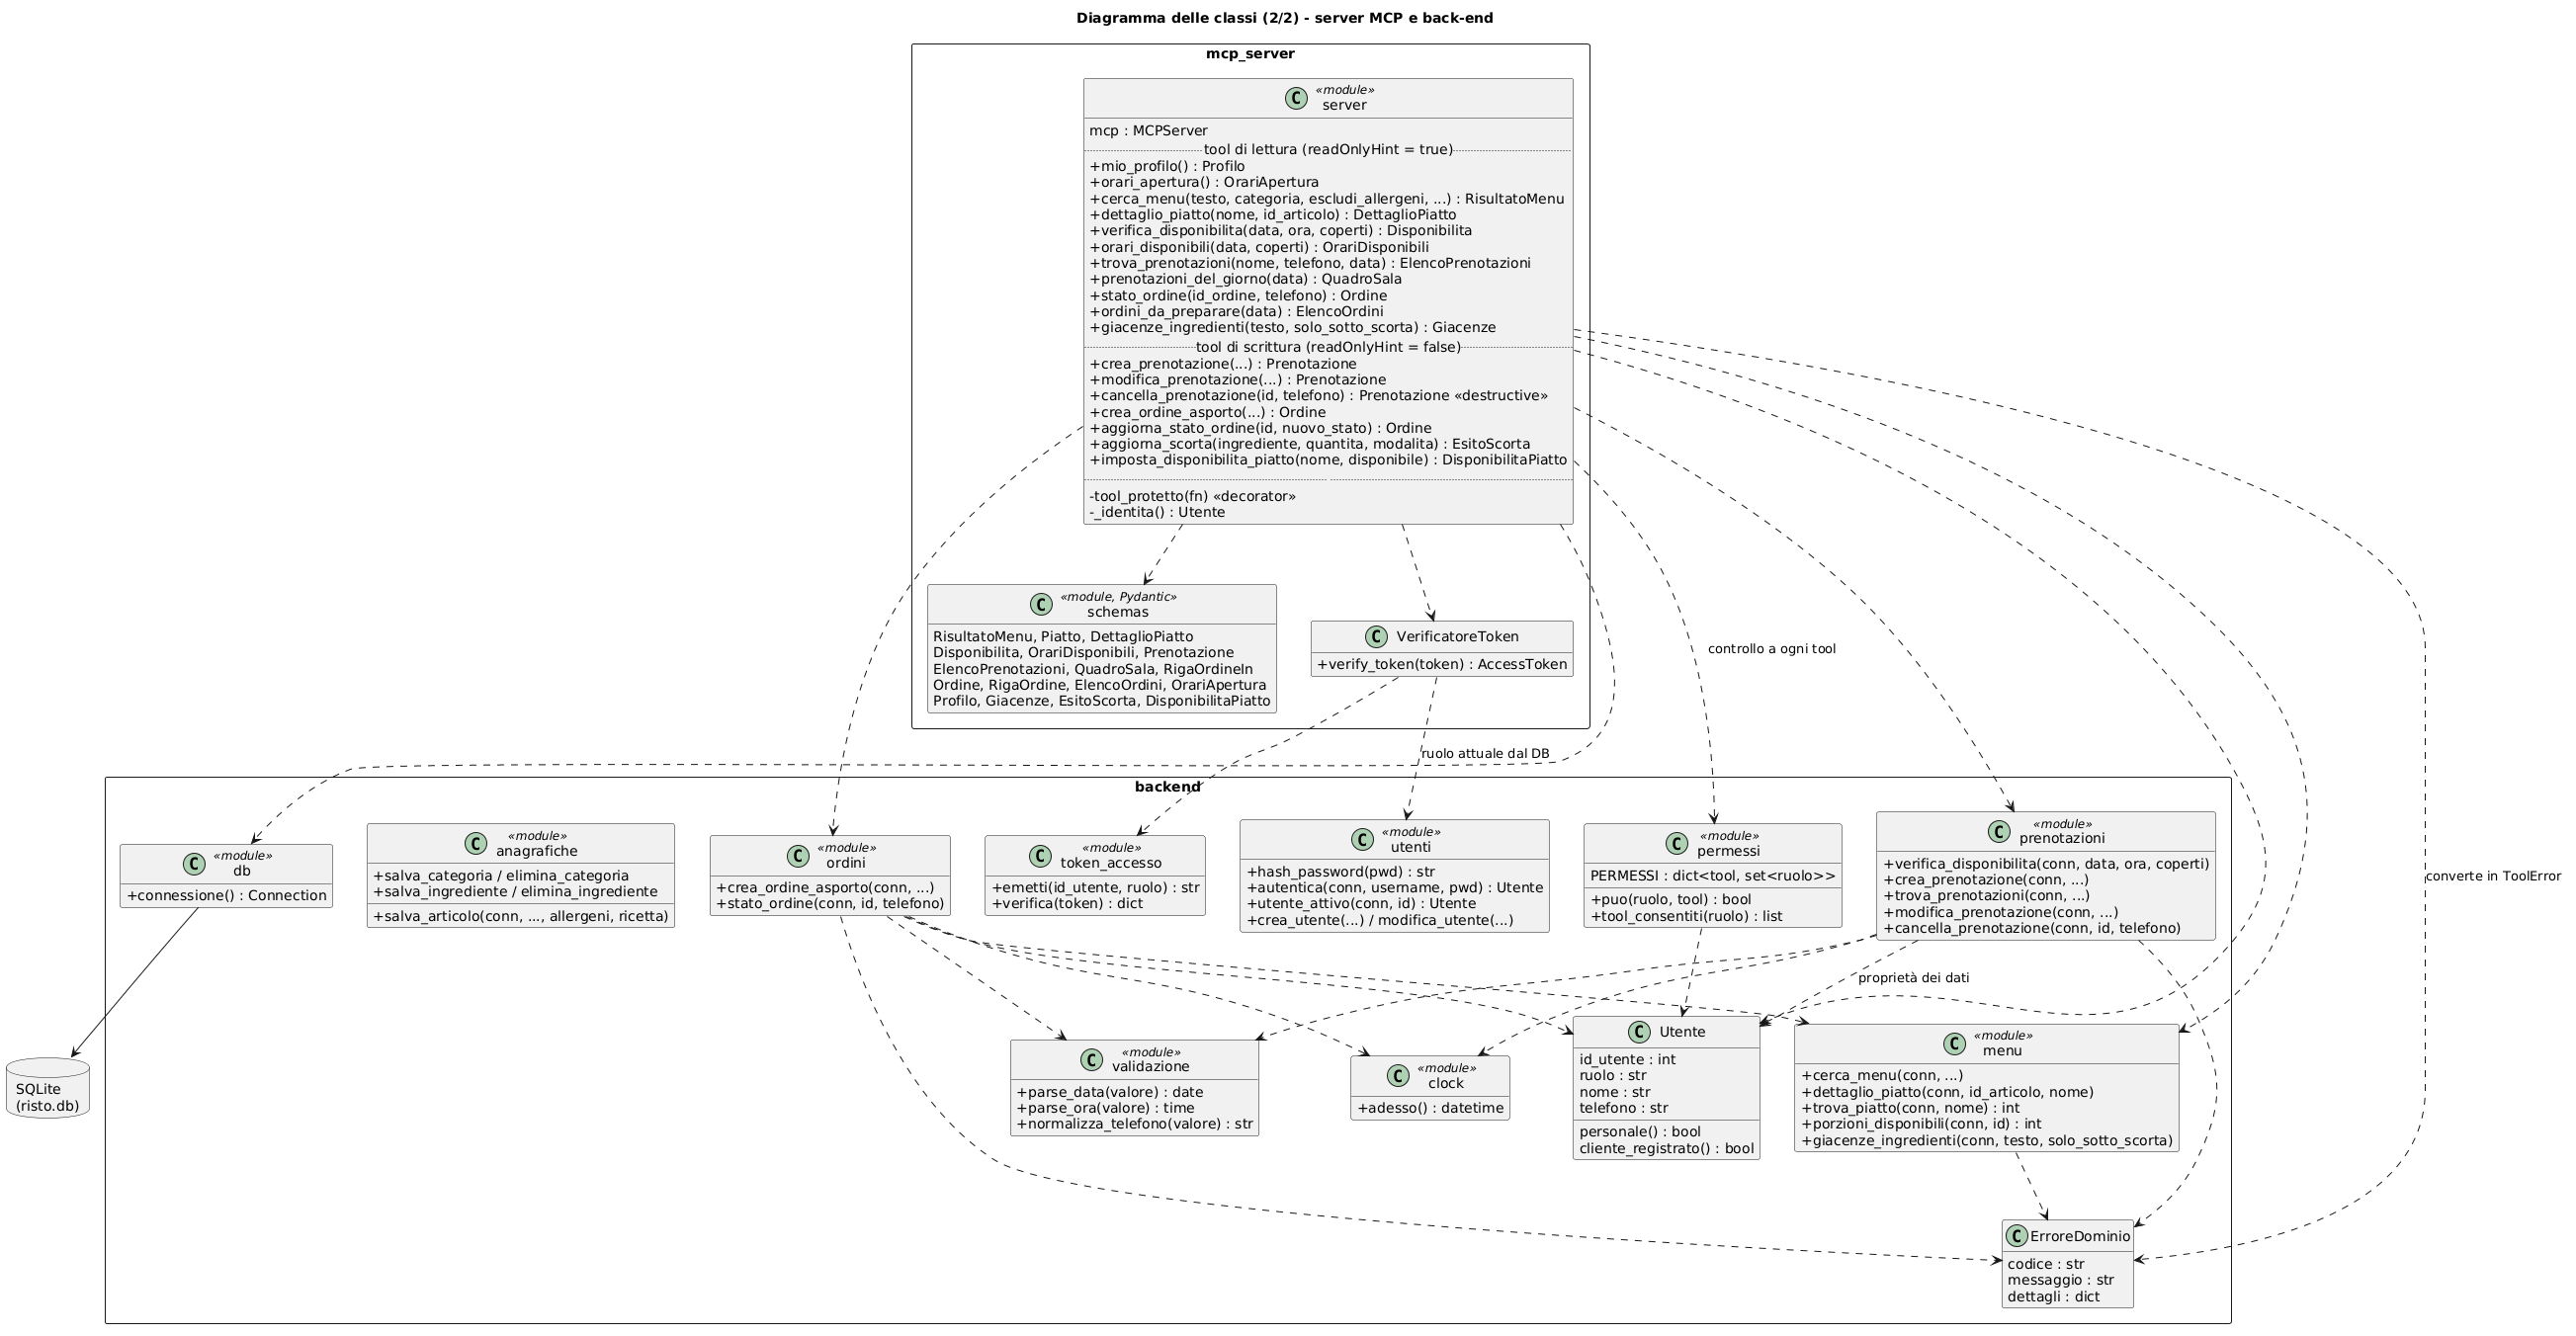 Diagramma delle classi (2/2) - server MCP e back-end
mcp_server
C «module»
server
mcp : MCPServer
tool di lettura (readOnlyHint = true)
+mio_profilo() : Profilo
+orari_apertura() : OrariApertura
+cerca_menu(testo, categoria, escludi_allergeni, ...) : RisultatoMenu
+dettaglio_piatto(nome, id_articolo) : DettaglioPiatto
+verifica_disponibilita(data, ora, coperti) : Disponibilita
+orari_disponibili(data, coperti) : OrariDisponibili
+trova_prenotazioni(nome, telefono, data) : ElencoPrenotazioni
+prenotazioni_del_giorno(data) : QuadroSala
+stato_ordine(id_ordine, telefono) : Ordine
+ordini_da_preparare(data) : ElencoOrdini
+giacenze_ingredienti(testo, solo_sotto_scorta) : Giacenze
tool di scrittura (readOnlyHint = false)
+crea_prenotazione(...) : Prenotazione
+modifica_prenotazione(...) : Prenotazione
+cancella_prenotazione(id, telefono) : Prenotazione «destructive»
+crea_ordine_asporto(...) : Ordine
+aggiorna_stato_ordine(id, nuovo_stato) : Ordine
+aggiorna_scorta(ingrediente, quantita, modalita) : EsitoScorta
+imposta_disponibilita_piatto(nome, disponibile) : DisponibilitaPiatto
-tool_protetto(fn) «decorator»
-_identita() : Utente
C «module, Pydantic»
schemas
RisultatoMenu, Piatto, DettaglioPiatto
Disponibilita, OrariDisponibili, Prenotazione
ElencoPrenotazioni, QuadroSala, RigaOrdineIn
Ordine, RigaOrdine, ElencoOrdini, OrariApertura
Profilo, Giacenze, EsitoScorta, DisponibilitaPiatto
C VerificatoreToken
+verify_token(token) : AccessToken
controllo a ogni tool
ruolo attuale dal DB
converte in ToolError
backend
C «module»
db
+connessione() : Connection
C «module»
anagrafiche
+salva_categoria / elimina_categoria
+salva_ingrediente / elimina_ingrediente
+salva_articolo(conn, ..., allergeni, ricetta)
C «module»
ordini
+crea_ordine_asporto(conn, ...)
+stato_ordine(conn, id, telefono)
C «module»
token_accesso
+emetti(id_utente, ruolo) : str
+verifica(token) : dict
C «module»
utenti
+hash_password(pwd) : str
+autentica(conn, username, pwd) : Utente
+utente_attivo(conn, id) : Utente
+crea_utente(...) / modifica_utente(...)
C «module»
permessi
PERMESSI : dict<tool, set<ruolo>>
+puo(ruolo, tool) : bool
+tool_consentiti(ruolo) : list
C «module»
prenotazioni
+verifica_disponibilita(conn, data, ora, coperti)
+crea_prenotazione(conn, ...)
+trova_prenotazioni(conn, ...)
+modifica_prenotazione(conn, ...)
+cancella_prenotazione(conn, id, telefono)
proprietà dei dati
SQLite
(risto.db)
C «module»
validazione
+parse_data(valore) : date
+parse_ora(valore) : time
+normalizza_telefono(valore) : str
C «module»
clock
+adesso() : datetime
C Utente
id_utente : int
ruolo : str
nome : str
telefono : str
personale() : bool
cliente_registrato() : bool
C «module»
menu
+cerca_menu(conn, ...)
+dettaglio_piatto(conn, id_articolo, nome)
+trova_piatto(conn, nome) : int
+porzioni_disponibili(conn, id) : int
+giacenze_ingredienti(conn, testo, solo_sotto_scorta)
C ErroreDominio
codice : str
messaggio : str
dettagli : dict